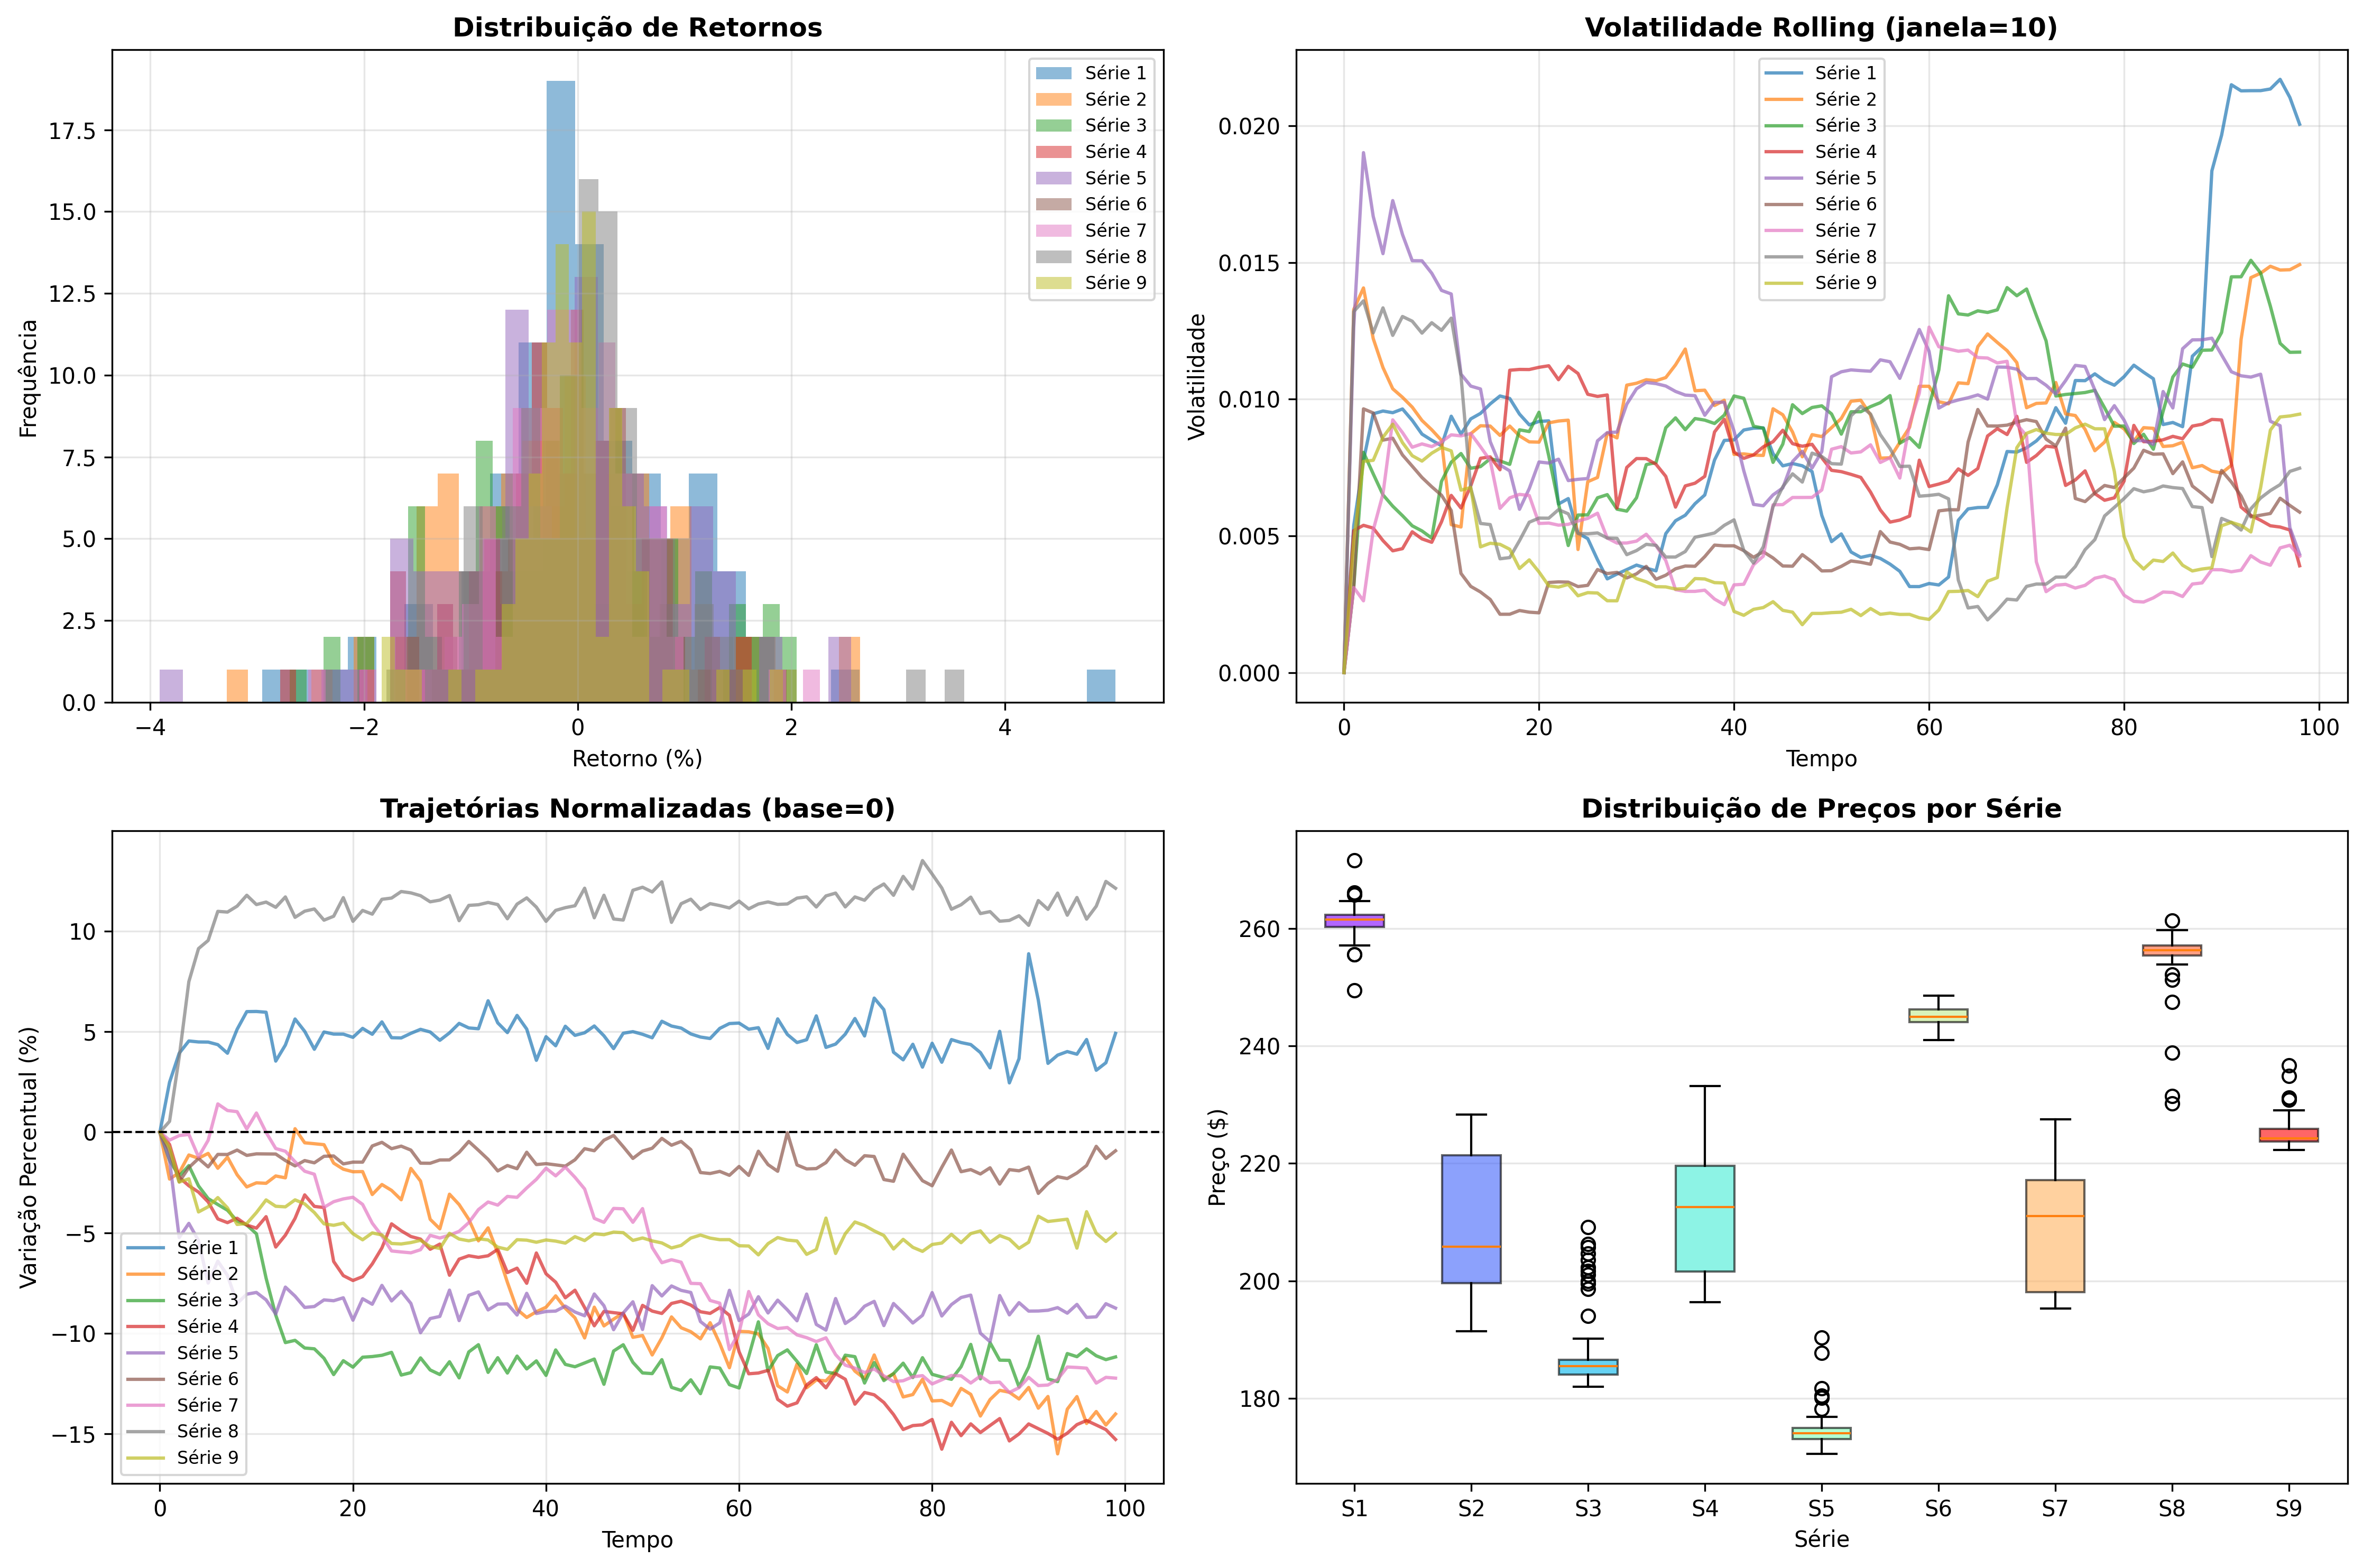 Distribuição de Retornos
Frequência
17.5
15.0
12.5
10.0
7.5
5.0
2.5
0.0
−4
−2
0
2
4
Retorno (%)
Série 1
Série 2
Série 3
Série 4
Série 5
Série 6
Série 7
Série 8
Série 9
Volatilidade Rolling (janela=10)
Volatilidade
0.020
0.015
0.010
0.005
0.000
0
20
40
60
80
100
Tempo
Série 1
Série 2
Série 3
Série 4
Série 5
Série 6
Série 7
Série 8
Série 9
Trajetórias Normalizadas (base=0)
Variação Percentual (%)
10
5
0
−5
−10
−15
0
20
40
60
80
100
Tempo
Série 1
Série 2
Série 3
Série 4
Série 5
Série 6
Série 7
Série 8
Série 9
Distribuição de Preços por Série
Preço ($)
260
240
220
200
180
S1
S2
S3
S4
S5
S6
S7
S8
S9
Série